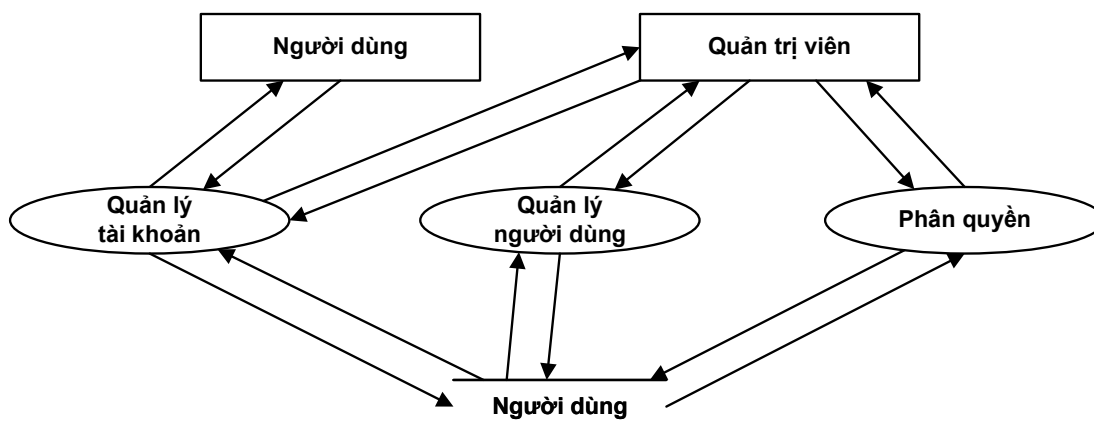 Người dùng
Quản trị viên
Quản lý
tài khoản
Quản lý
người dùng
Phân quyền
Người dùng